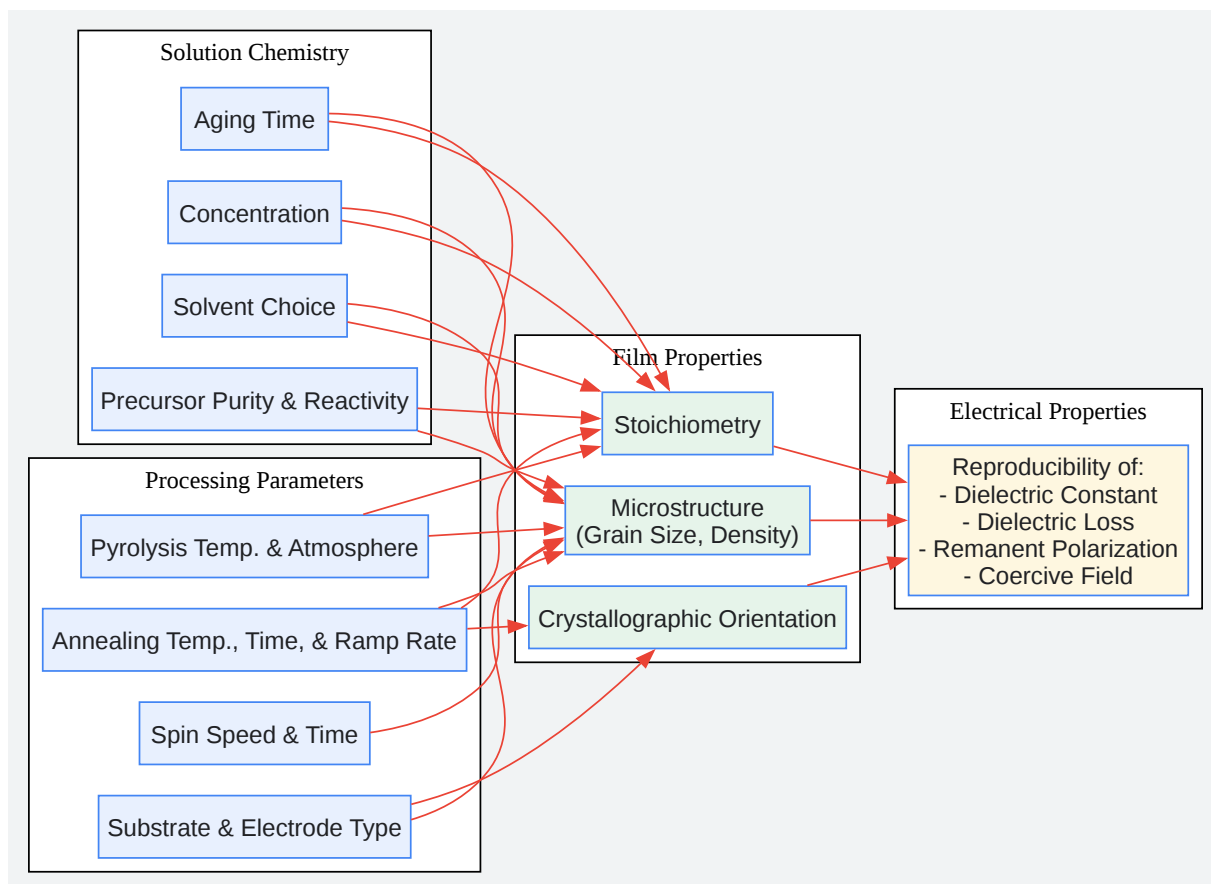 Solution Chemistry
Aging Time
Concentration
Solvent Choice
Precursor Purity & Reactivity
Processing Parameters
Pyrolysis Temp. & Atmosphere
Annealing Temp., Time, & Ramp Rate
Spin Speed & Time
Substrate & Electrode Type
Film Properties
Stoichiometry
Microstructure
(Grain Size, Density)
Crystallographic Orientation
Electrical Properties
Reproducibility of:
- Dielectric Constant
- Dielectric Loss
- Remanent Polarization
- Coercive Field